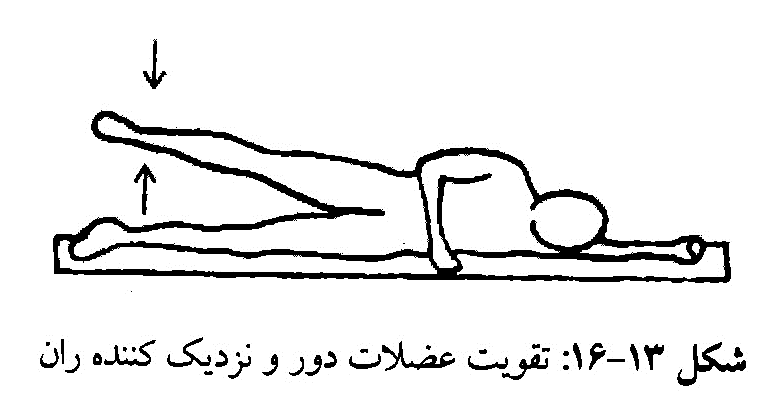 شکل ۱۳-۱۶: تقویت عضلات دور و نزدیک کننده ران